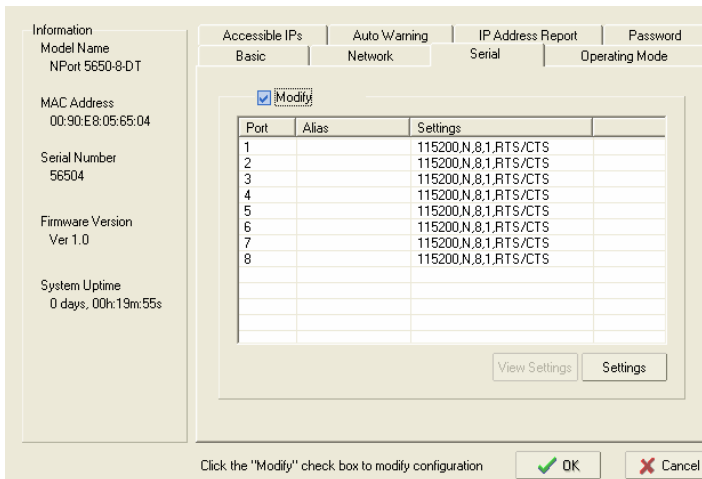 Information
Model Name
NPort 5650-8-DT
MAC Address
00:90:E8:05:65:04
Serial Number
56504
Firmware Version
Ver 1.0
System Uptime
0 days, 00h:19m:55s
Accessible IPs Auto Warning IP Address Report Password
Basic Network Serial Operating Mode
Modify
Port Alias Settings
1 115200,N,8,1,RTS/CTS
2 115200,N,8,1,RTS/CTS
3 115200,N,8,1,RTS/CTS
4 115200,N,8,1,RTS/CTS
5 115200,N,8,1,RTS/CTS
6 115200,N,8,1,RTS/CTS
7 115200,N,8,1,RTS/CTS
8 115200,N,8,1,RTS/CTS
View Settings Settings
Click the "Modify" check box to modify configuration OK Cancel